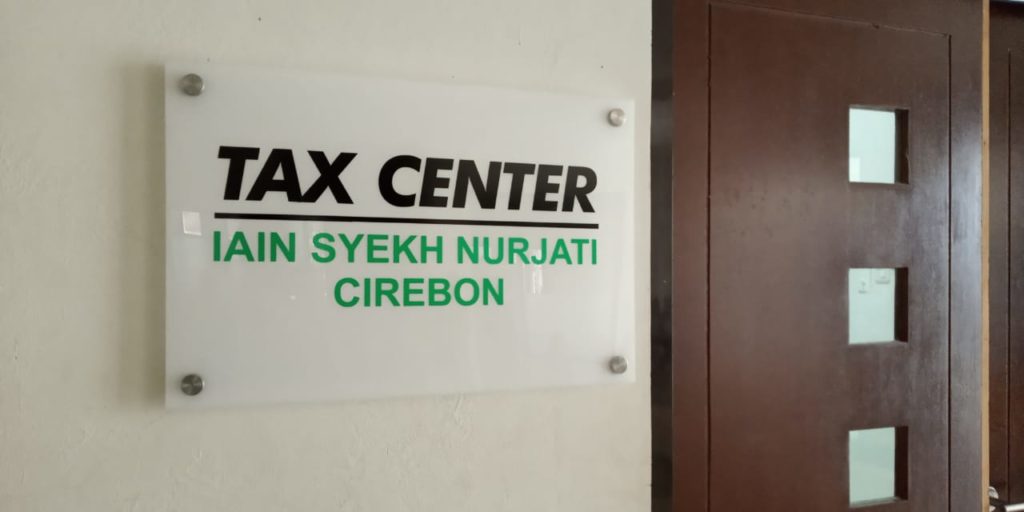 TAX CENTER
IAIN SYEKH NURJATI
CIREBON